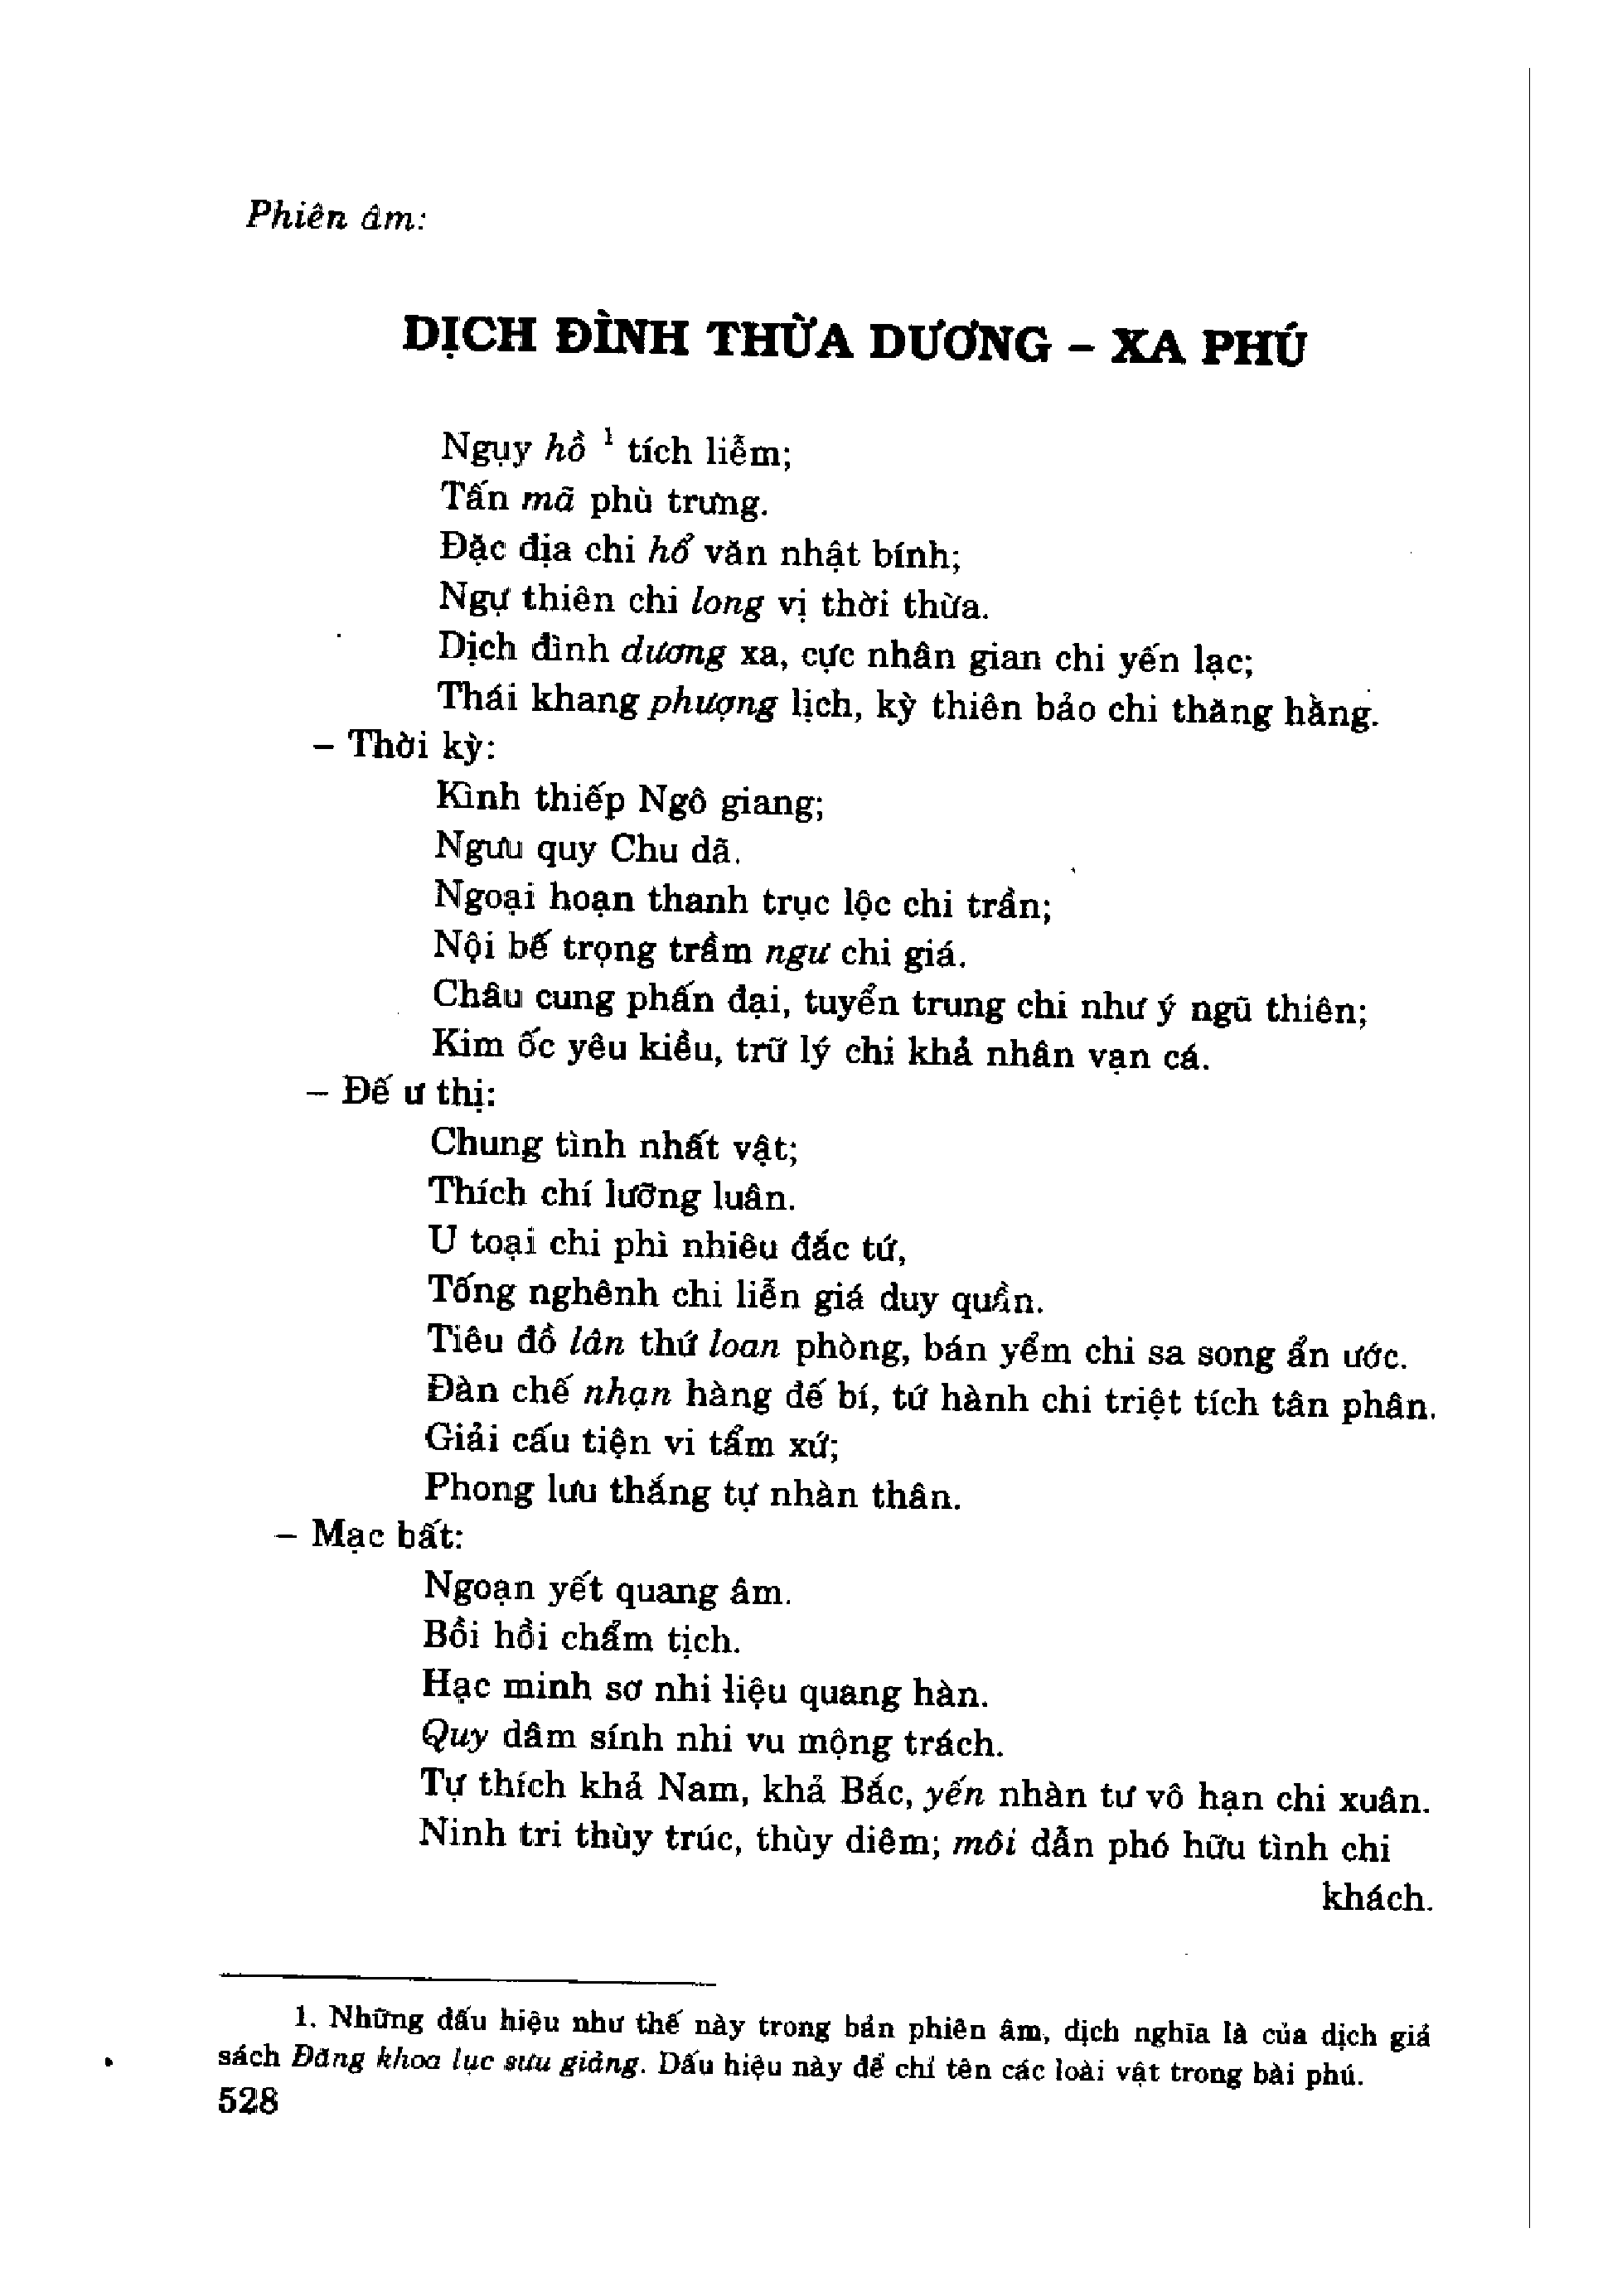 Phiên âm:
DỊCH ĐÌNH THỪA DƯƠNG – XA PHÚ
Ngụy hồ ¹ tích liễm;
Tấn mã phù trưng.
Đặc địa chi hổ văn nhật bính;
Ngự thiên chi long vị thời thừa.
Dịch đình dương xa, cực nhân gian chi yến lạc;
Thái khang phượng lịch, kỳ thiên bảo chi thăng hằng.
– Thời kỳ:
Kình thiếp Ngô giang;
Ngưu quy Chu dã.
Ngoại hoạn thanh trục lộc chi trần;
Nội bế trọng trầm ngư chi giá.
Châu cung phấn đại, tuyển trung chi như ý ngũ thiên;
Kim ốc yêu kiều, trữ lý chi khả nhân vạn cá.
– Đế ư thị:
Chung tình nhất vật;
Thích chí lưỡng luân.
U toại chi phì nhiêu đắc tứ,
Tống nghênh chi liễn giá duy quần.
Tiêu đồ lân thứ loan phòng, bán yểm chi sa song ẩn ước.
Đàn chế nhạn hàng đế bí, tứ hành chi triệt tích tân phân.
Giải cấu tiện vi tẩm xứ;
Phong lưu thắng tự nhàn thân.
– Mạc bất:
Ngoạn yết quang âm.
Bồi hồi chẩm tịch.
Hạc minh sơ nhi liệu quang hàn.
Quy dâm sính nhi vu mộng trách.
Tự thích khả Nam, khả Bắc, yến nhàn tư vô hạn chi xuân.
Ninh tri thùy trúc, thùy diêm; môi dẫn phó hữu tình chi
khách.
1. Những dấu hiệu như thế này trong bản phiên âm, dịch nghĩa là của dịch giả
sách Đăng khoa lục sưu giảng. Dấu hiệu này để chỉ tên các loài vật trong bài phú.
528